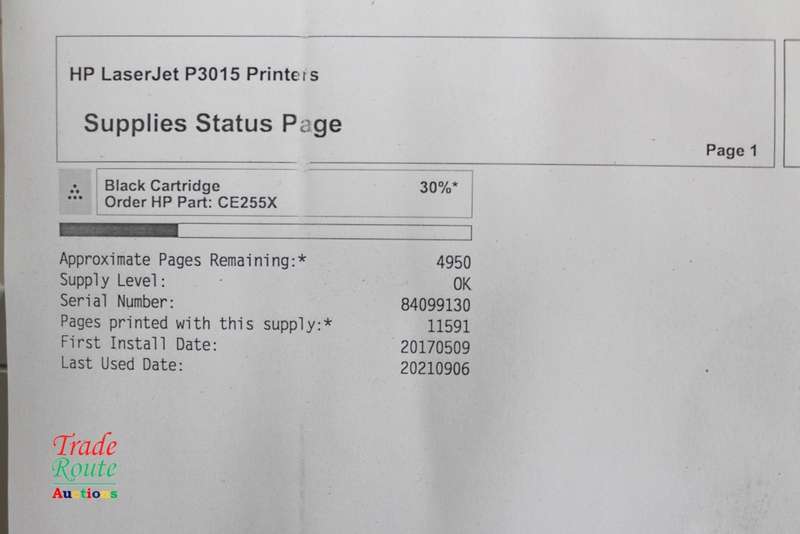 HP LaserJet P3015 Printers
Supplies Status Page
Page 1
Black Cartridge 30%*
Order HP Part: CE255X
Approximate Pages Remaining:* 4950
Supply Level: OK
Serial Number: 84099130
Pages printed with this supply:* 11591
First Install Date: 20170509
Last Used Date: 20210906
Trade
Route
Auctions